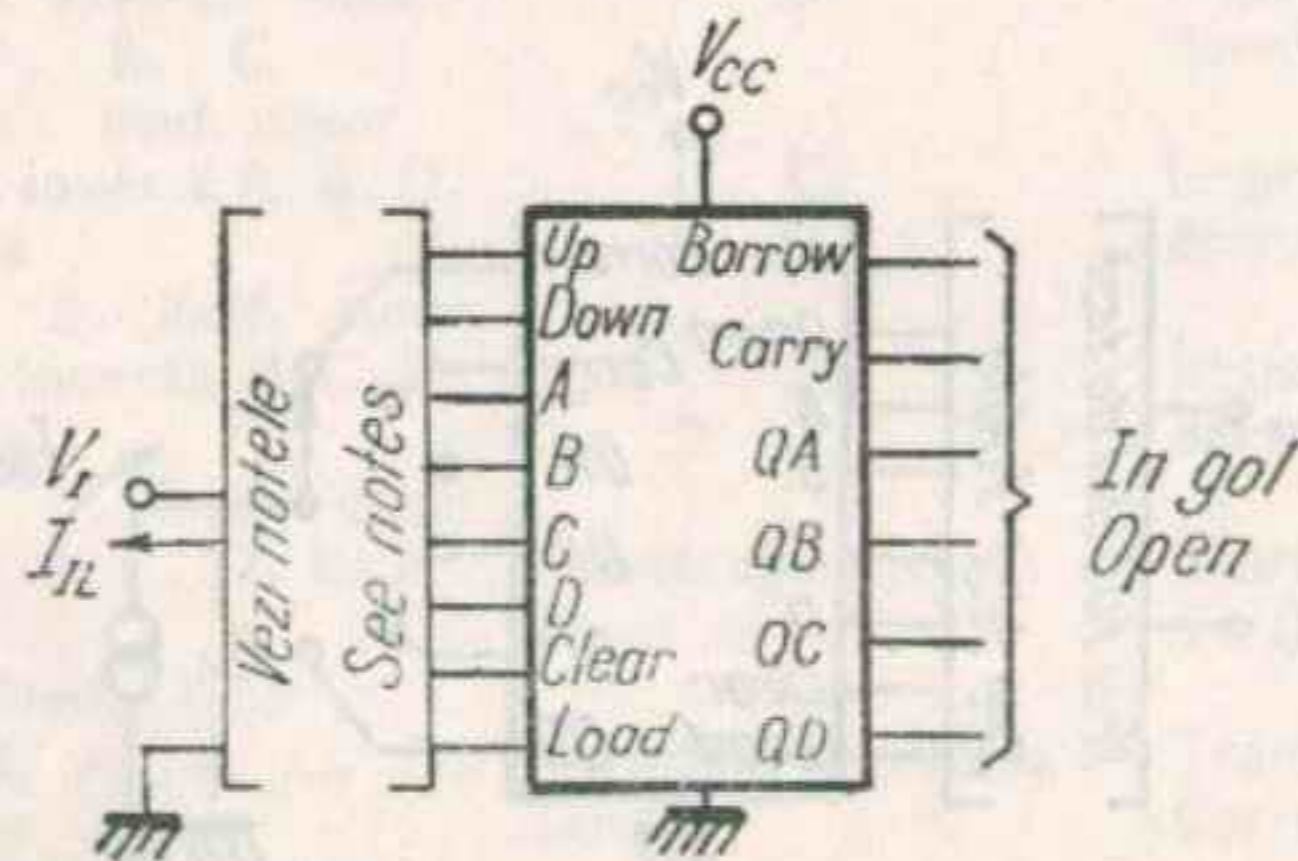 VCC
Up
Borrow
Down
Carry
A
B
QA
C
QB
D
Clear
QC
Load
QD
VI
IIL
Vezi notele
See notes
In gol
Open